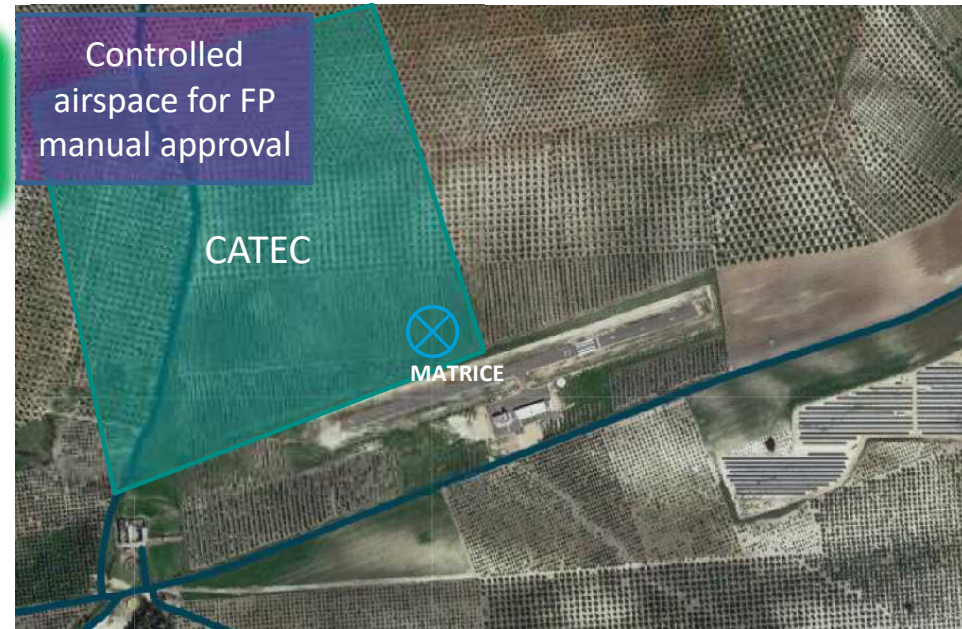 Controlled
airspace for FP
manual approval
CATEC
MATRICE